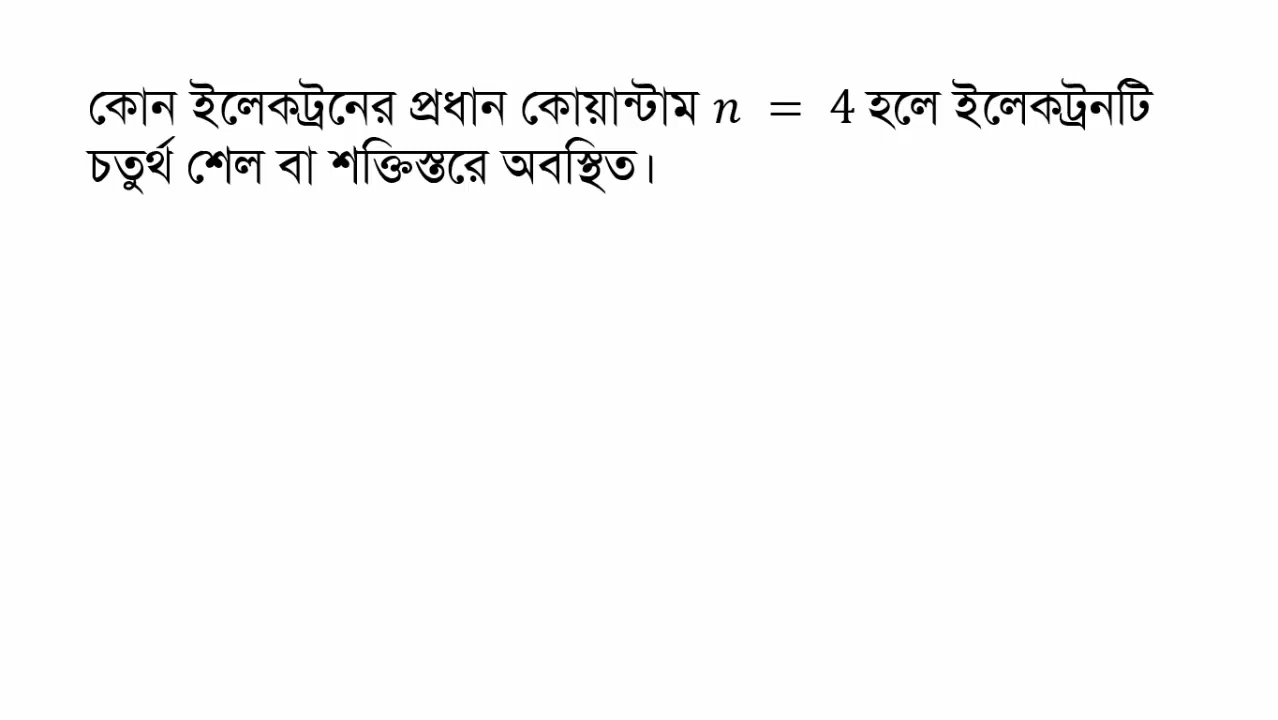 কোন ইলেকট্রনের প্রধান কোয়ান্টাম n = 4 হলে ইলেকট্রনটি
চতুর্থ শেল বা শক্তিস্তরে অবস্থিত।